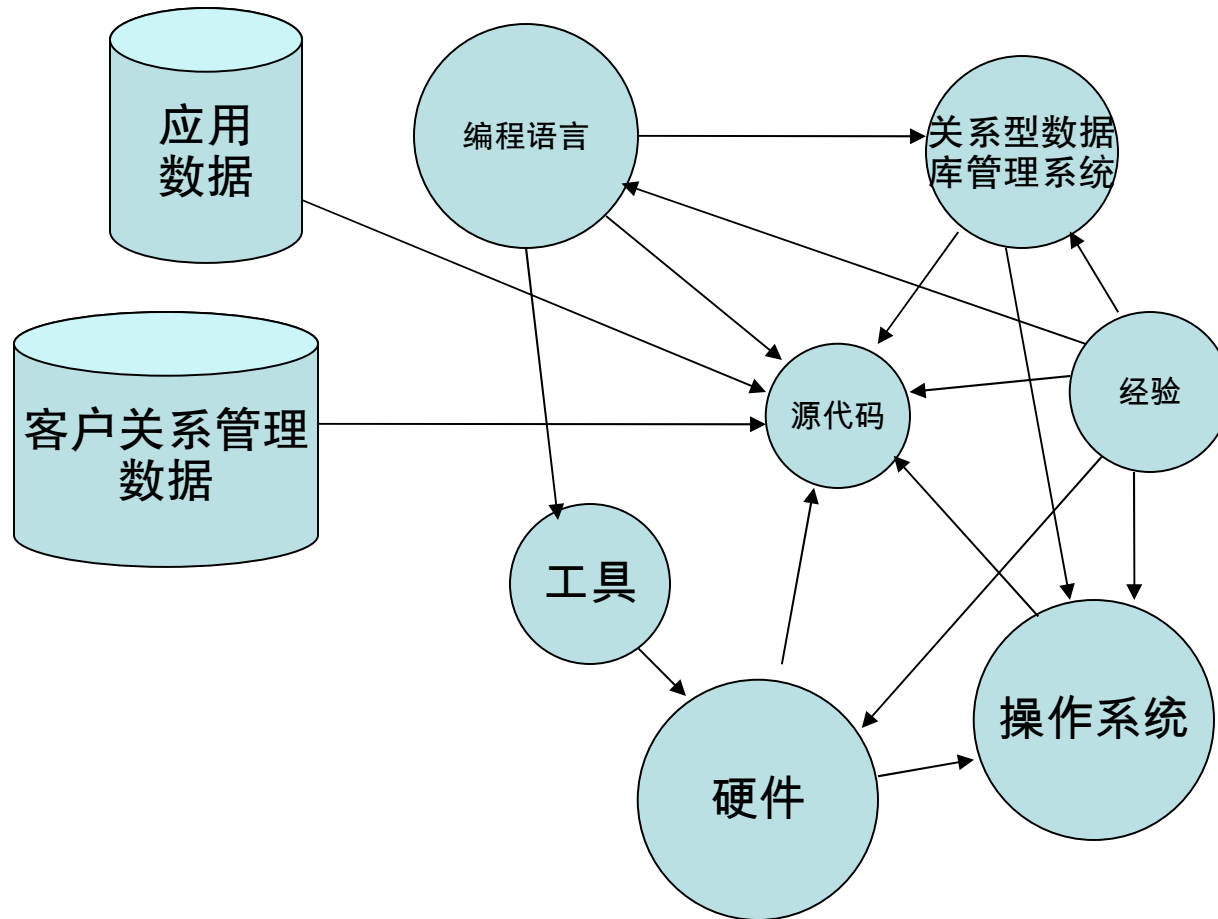 应用
数据
编程语言
关系型数据
库管理系统
客户关系管理
数据
源代码
经验
工具
操作系统
硬件